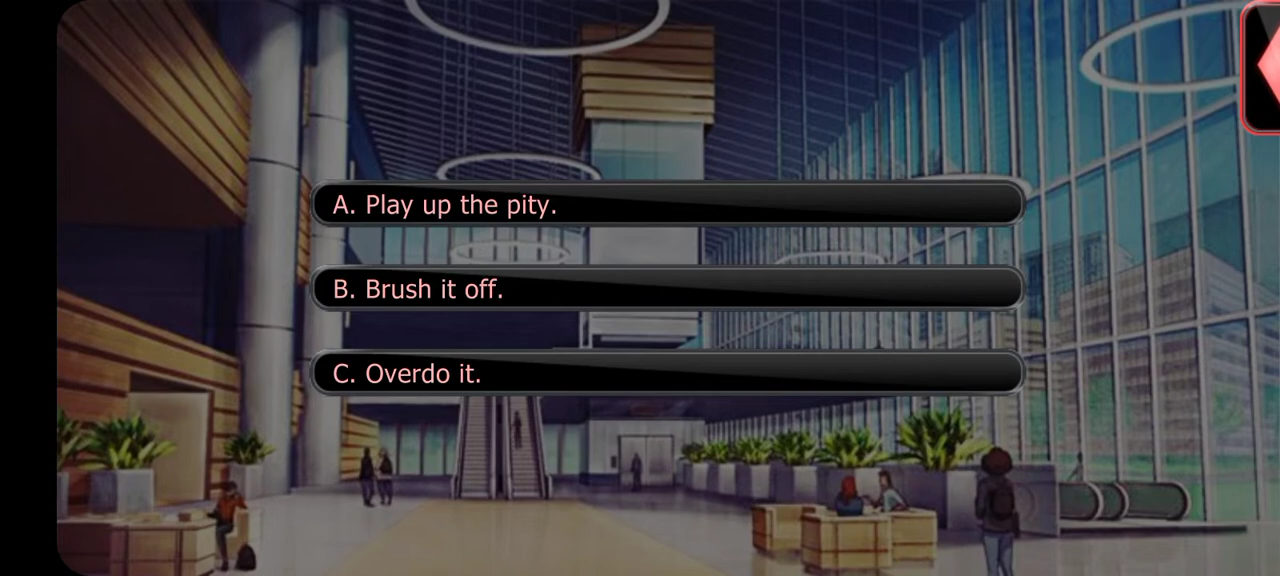 A. Play up the pity.
B. Brush it off.
C. Overdo it.